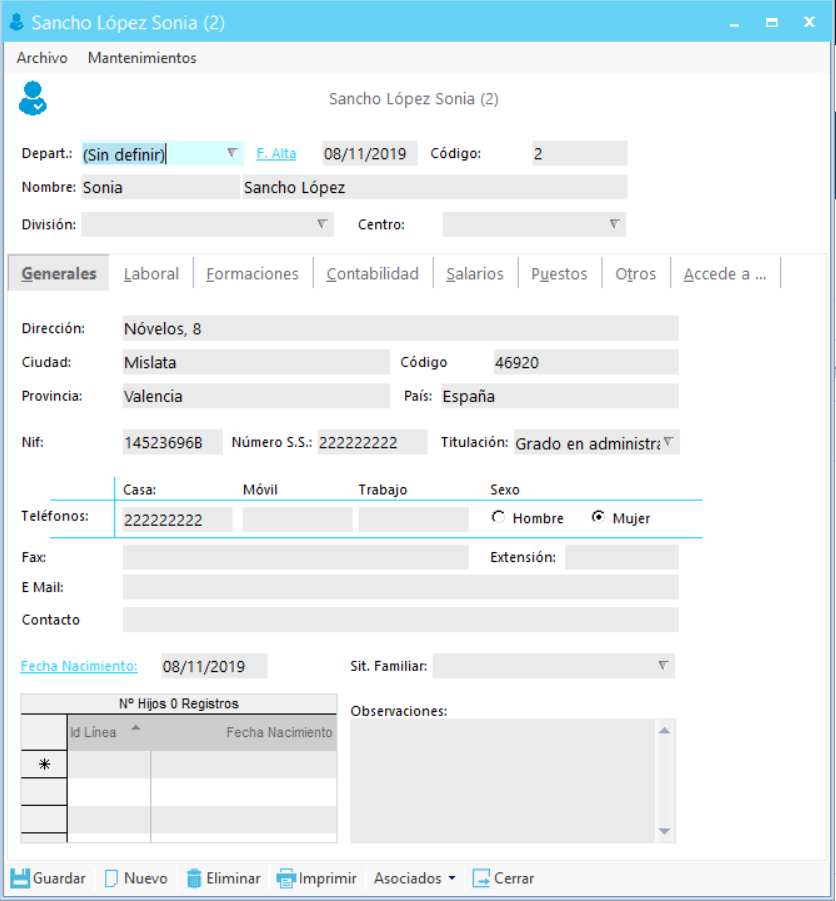 Sancho López Sonia (2)
Archivo Mantenimientos
Sancho López Sonia (2)
Depart.: (Sin definir) F. Alta 08/11/2019 Código: 2
Nombre: Sonia Sancho López
División: Centro:
Generales Laboral Formaciones Contabilidad Salarios Puestos Otros Accede a ...
Dirección: Nóvelos, 8
Ciudad: Mislata Código 46920
Provincia: Valencia País: España
Nif: 14523696B Número S.S.: 222222222 Titulación: Grado en administra
Casa: Móvil Trabajo Sexo
Teléfonos: 222222222 Hombre Mujer
Fax: Extensión:
E Mail:
Contacto
Fecha Nacimiento: 08/11/2019 Sit. Familiar:
Nº Hijos 0 Registros
Observaciones:
Id Línea Fecha Nacimiento
Guardar Nuevo Eliminar Imprimir Asociados Cerrar